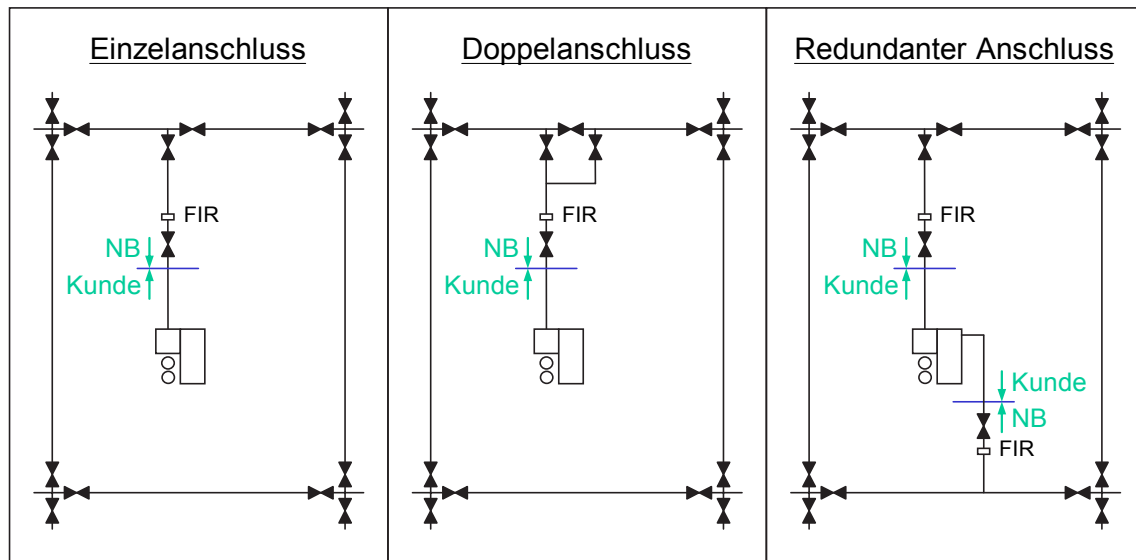 Einzelanschluss
FIR
NB
Kunde
Doppelanschluss
FIR
NB
Kunde
Redundanter Anschluss
FIR
NB
Kunde
Kunde
NB
FIR